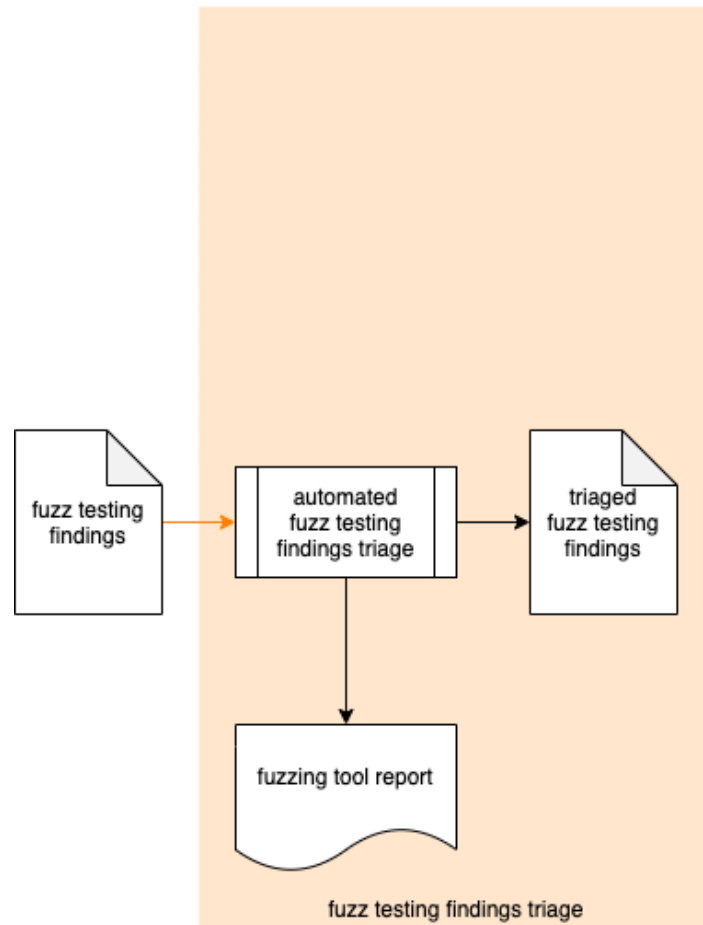 fuzz testing
findings
automated
fuzz testing
findings triage
triaged
fuzz testing
findings
fuzzing tool report
fuzz testing findings triage